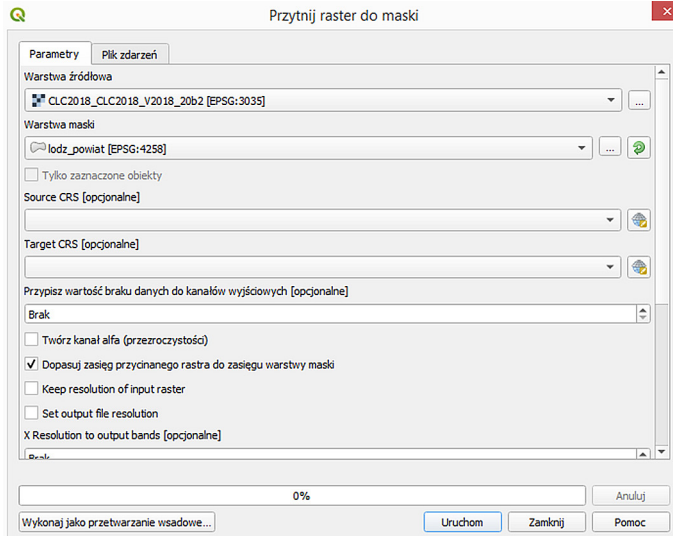 Przytnij raster do maski
Parametry
Plik zdarzeń
Warstwa źródłowa
CLC2018_CLC2018_V2018_20b2 [EPSG:3035]
...
Warstwa maski
lodz_powiat [EPSG:4258]
...
Tylko zaznaczone obiekty
Source CRS [opcjonalne]
Target CRS [opcjonalne]
Przypisz wartość braku danych do kanałów wyjściowych [opcjonalne]
Brak
Twórz kanał alfa (przezroczystości)
Dopasuj zasięg przycinanego rastra do zasięgu warstwy maski
Keep resolution of input raster
Set output file resolution
X Resolution to output bands [opcjonalne]
Brak
0%
Anuluj
Wykonaj jako przetwarzanie wsadowe...
Uruchom
Zamknij
Pomoc